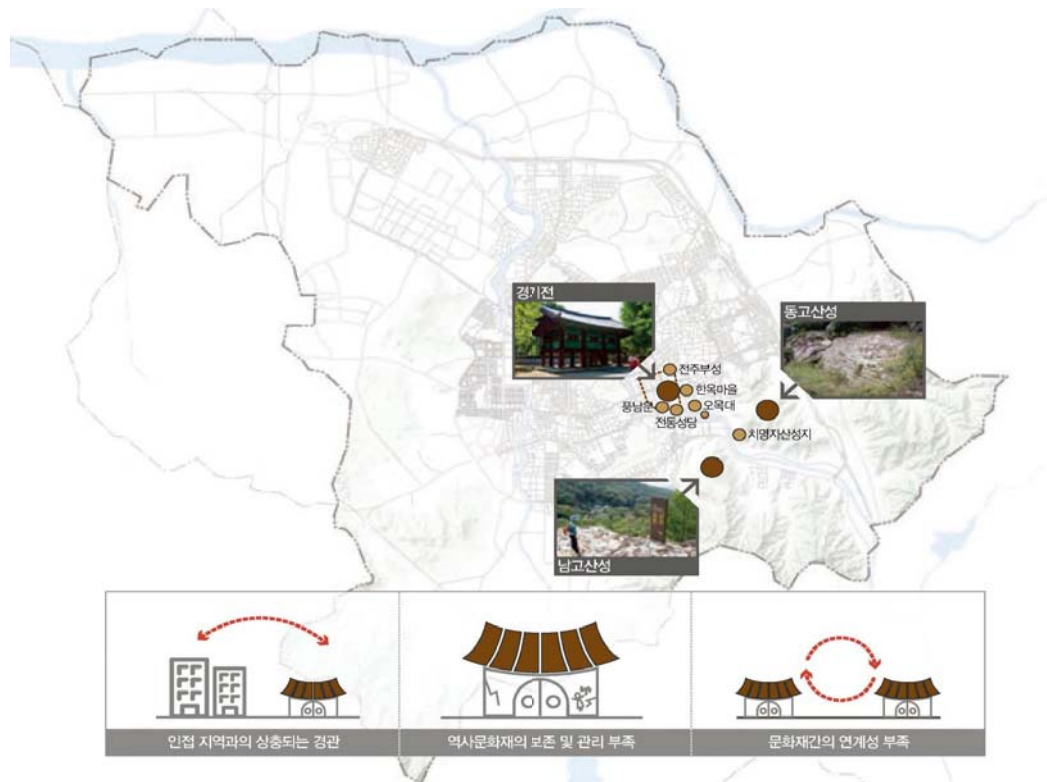 경기전
동고산성
전주부성
한옥마을
풍남문
오목대
전동성당
치명자산성지
남고산성
인접 지역과의 상충되는 경관
역사문화재의 보존 및 관리 부족
문화재간의 연계성 부족